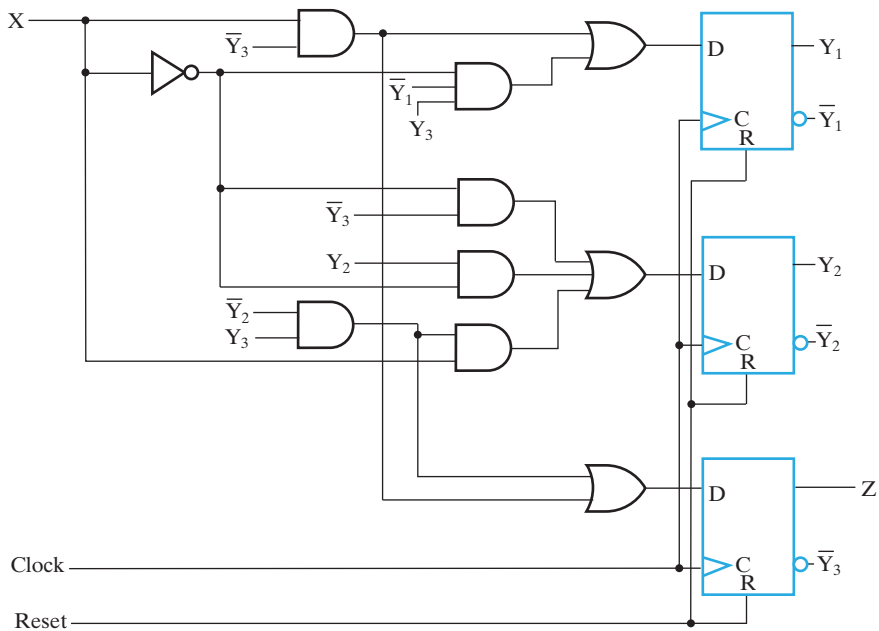 X
Y̅₃
Y̅₁
Y₃
D
Y₁
C
Y̅₁
R
Y̅₃
Y₂
D
Y₂
Y̅₂
Y₃
C
Y̅₂
R
D
Z
Clock
C
Y̅₃
R
Reset